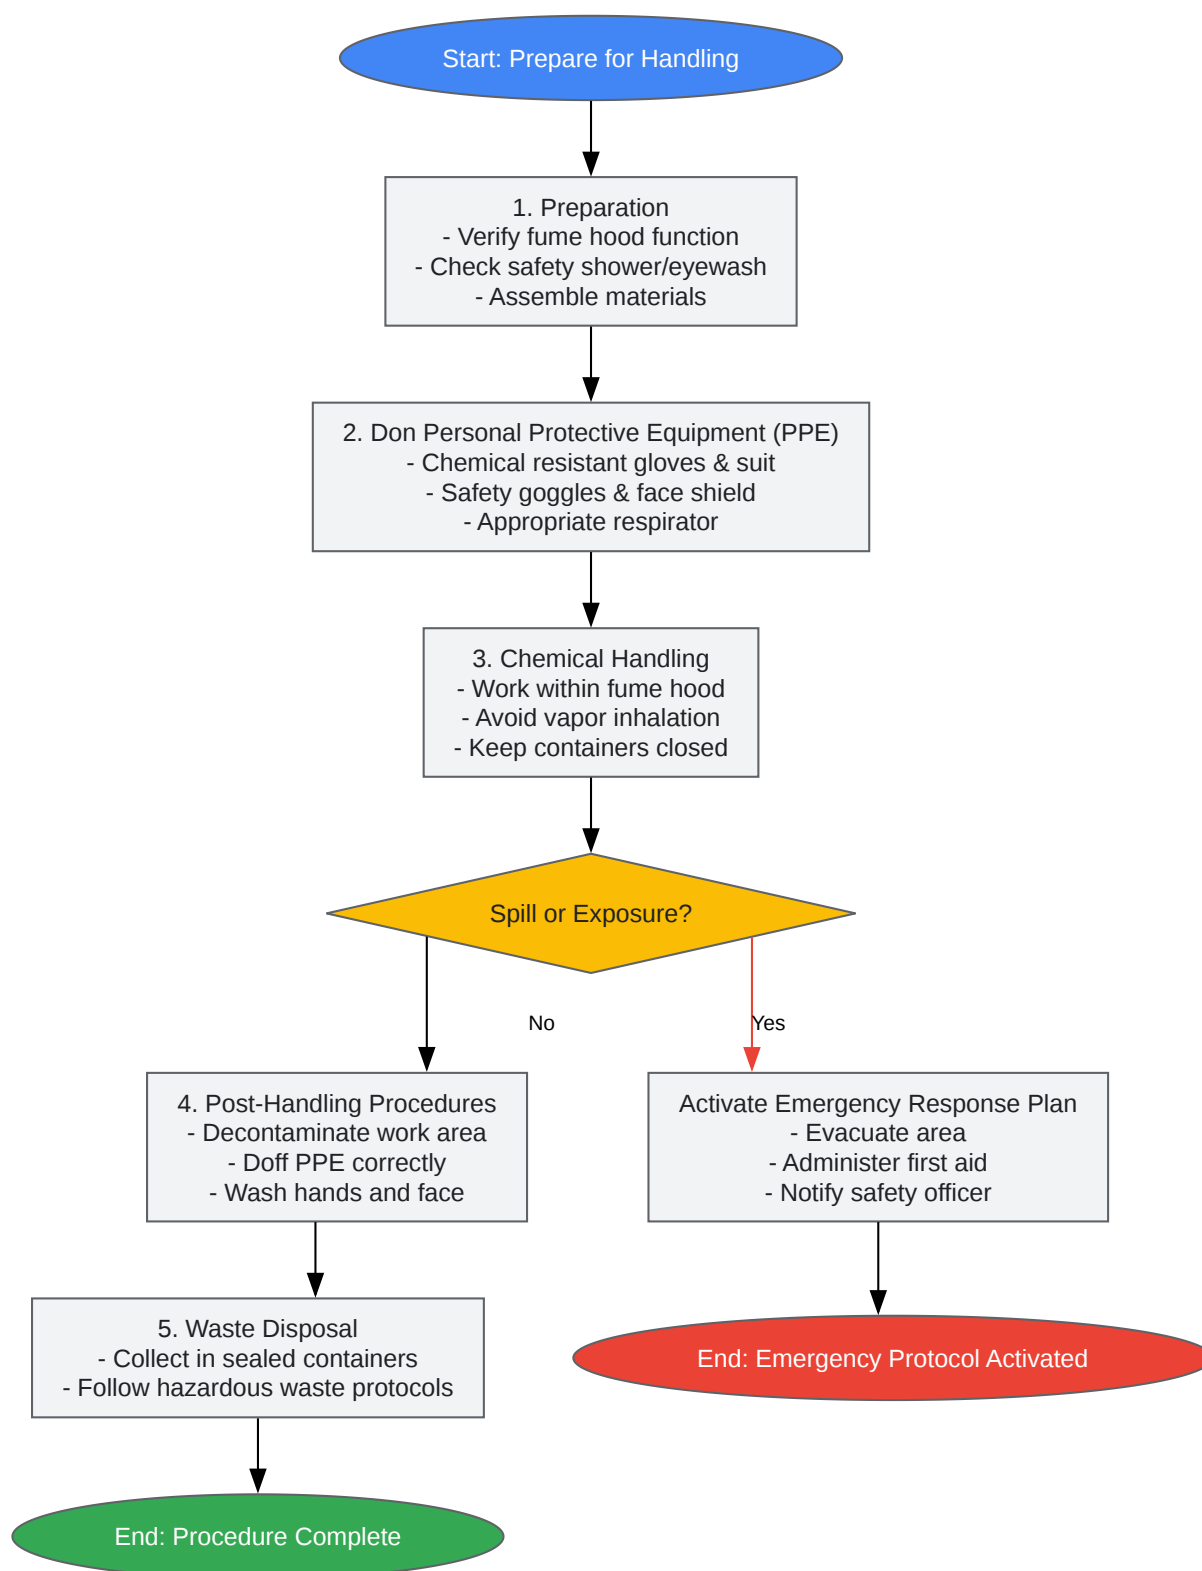 Start: Prepare for Handling
1. Preparation
- Verify fume hood function
- Check safety shower/eyewash
- Assemble materials
2. Don Personal Protective Equipment (PPE)
- Chemical resistant gloves & suit
- Safety goggles & face shield
- Appropriate respirator
3. Chemical Handling
- Work within fume hood
- Avoid vapor inhalation
- Keep containers closed
Spill or Exposure?
No
Yes
4. Post-Handling Procedures
- Decontaminate work area
- Doff PPE correctly
- Wash hands and face
Activate Emergency Response Plan
- Evacuate area
- Administer first aid
- Notify safety officer
5. Waste Disposal
- Collect in sealed containers
- Follow hazardous waste protocols
End: Emergency Protocol Activated
End: Procedure Complete